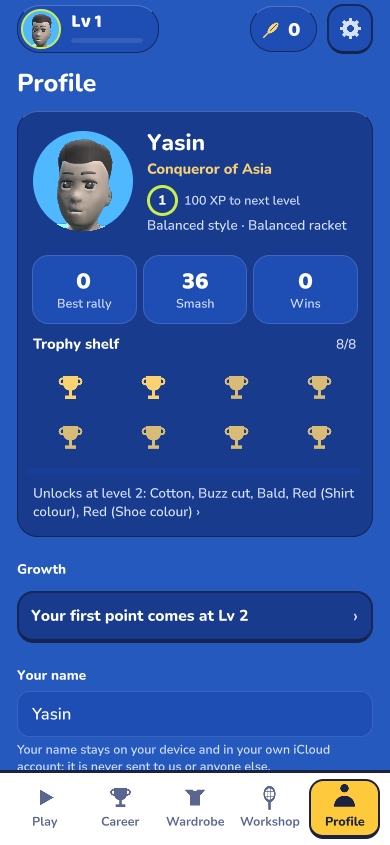 Lv 1
0
Profile
Yasin
Conqueror of Asia
1
100 XP to next level
Balanced style · Balanced racket
0
Best rally
36
Smash
0
Wins
Trophy shelf
8/8
Unlocks at level 2: Cotton, Buzz cut, Bald, Red (Shirt
colour), Red (Shoe colour) ›
Growth
Your first point comes at Lv 2 ›
Your name
Yasin
Your name stays on your device and in your own iCloud
account; it is never sent to us or anyone else.
Play
Career
Wardrobe
Workshop
Profile